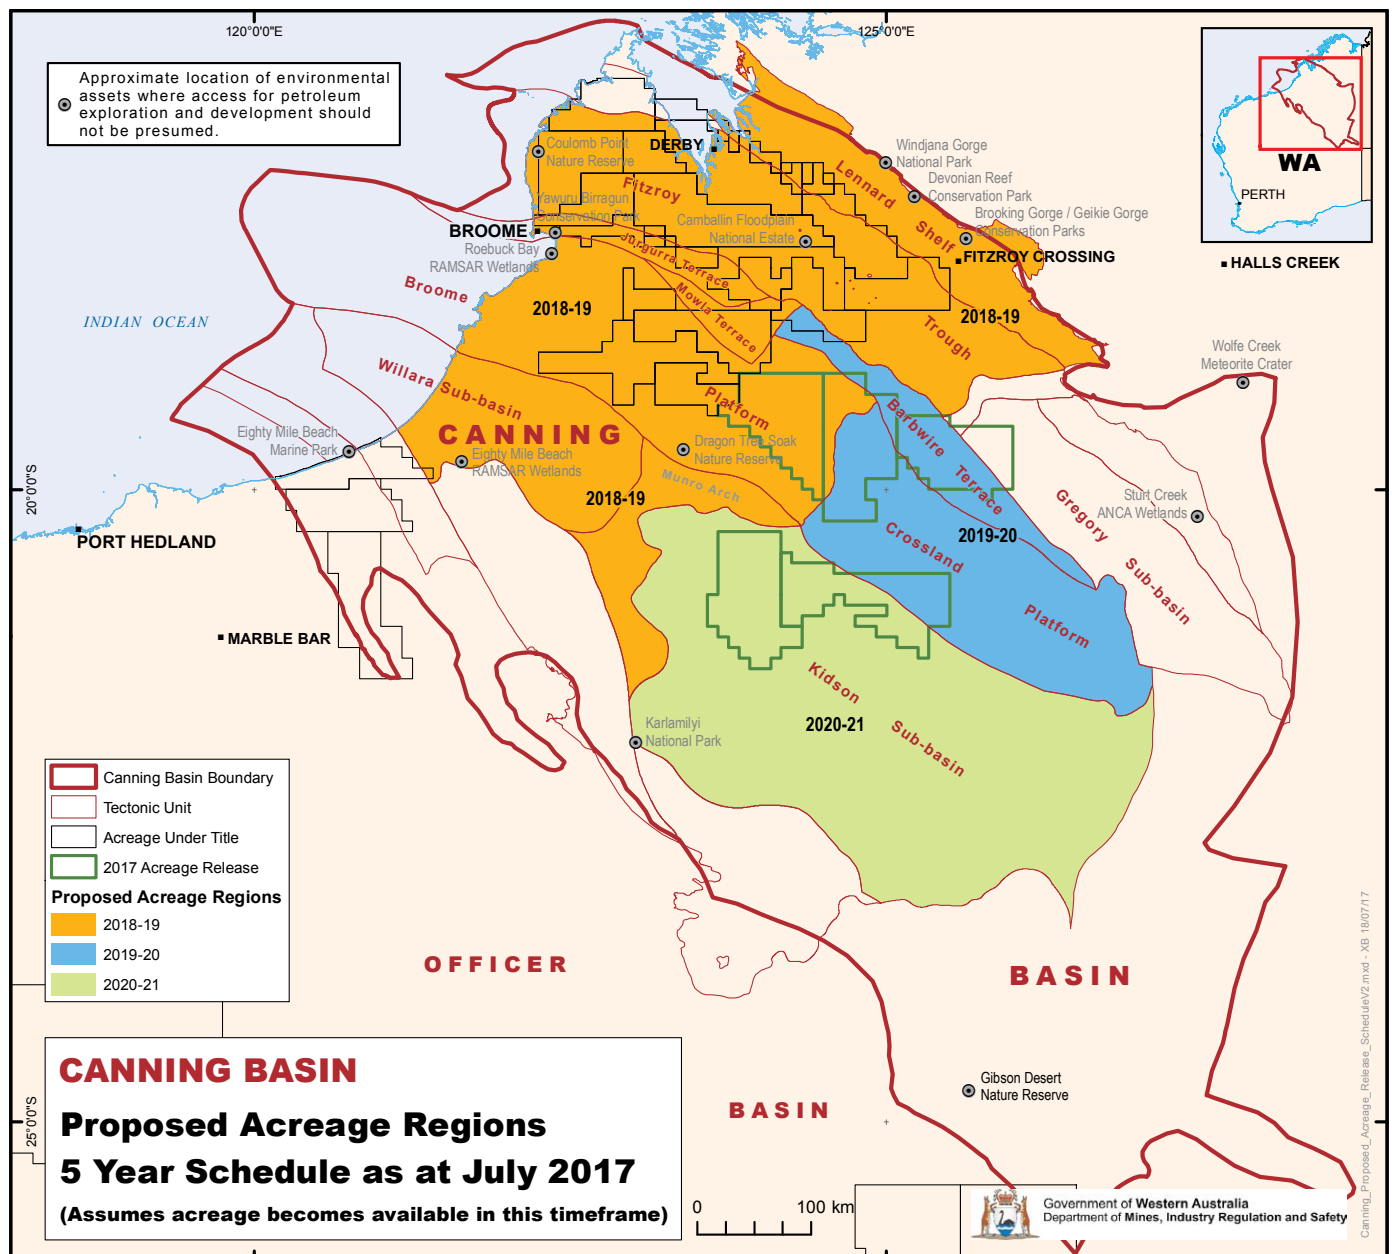 120°0'0"E
125°0'0"E
Approximate location of environmental
assets where access for petroleum
exploration and development should
not be presumed.
WA
PERTH
Coulomb Point
Nature Reserve
DERBY
Windjana Gorge
National Park
Devonian Reef
Conservation Park
Lennard
Shelf
Brooking Gorge / Geikie Gorge
Conservation Parks
FITZROY CROSSING
HALLS CREEK
Fitzroy
Yawuru Birragun
Conservation Park
BROOME
Camballin Floodplain
National Estate
Roebuck Bay
RAMSAR Wetlands
Jurgurra Terrace
Mowla Terrace
Broome
2018-19
2018-19
Trough
INDIAN OCEAN
Wolfe Creek
Meteorite Crater
Willara Sub-basin
Platform
Barbwire Terrace
CANNING
Eighty Mile Beach
Marine Park
Eighty Mile Beach
RAMSAR Wetlands
Dragon Tree Soak
Nature Reserve
Munro Arch
2018-19
20°0'0"S
Gregory
Sub-basin
Sturt Creek
ANCA Wetlands
2019-20
Crossland
Platform
PORT HEDLAND
MARBLE BAR
Kidson
Sub-basin
2020-21
Karlamilyi
National Park
Canning Basin Boundary
Tectonic Unit
Acreage Under Title
2017 Acreage Release
Proposed Acreage Regions
2018-19
2019-20
2020-21
OFFICER
BASIN
BASIN
Gibson Desert
Nature Reserve
25°0'0"S
CANNING BASIN
Proposed Acreage Regions
5 Year Schedule as at July 2017
(Assumes acreage becomes available in this timeframe)
0 100 km
Government of Western Australia
Department of Mines, Industry Regulation and Safety
Canning_Proposed_Acreage_Release_ScheduleV2.mxd - XB 18/07/17